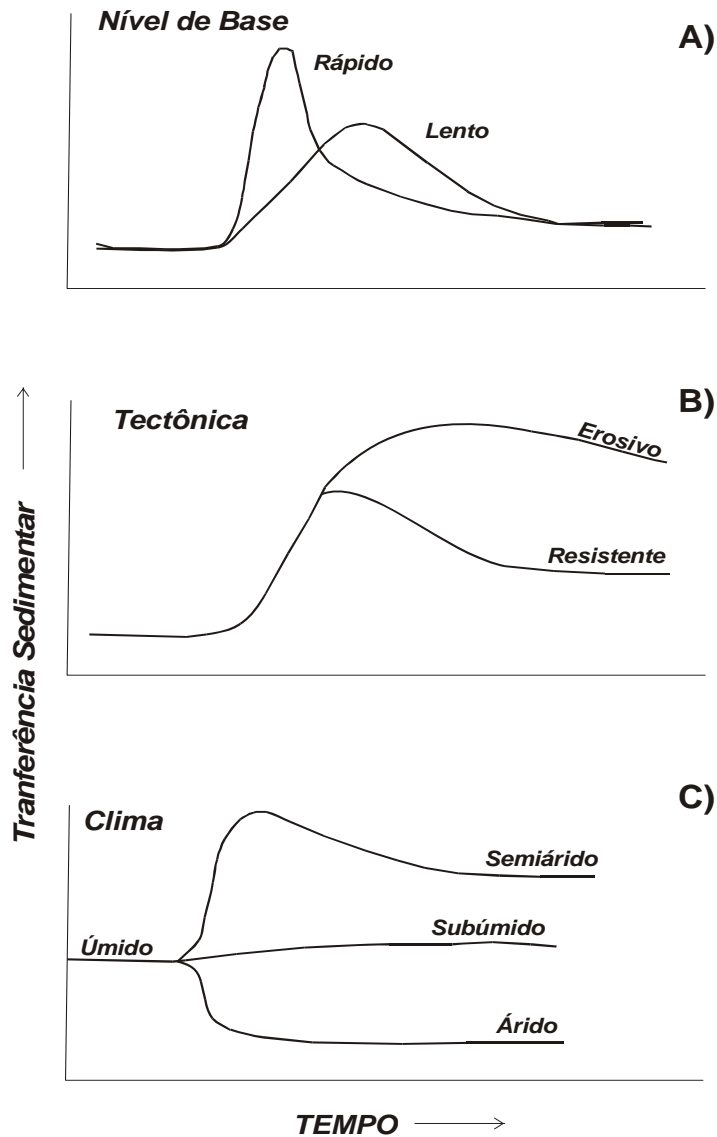 Nível de Base
A)
Rápido
Lento
B)
Tectônica
Erosivo
Resistente
Tranferência Sedimentar
C)
Clima
Semiárido
Úmido
Subúmido
Árido
TEMPO